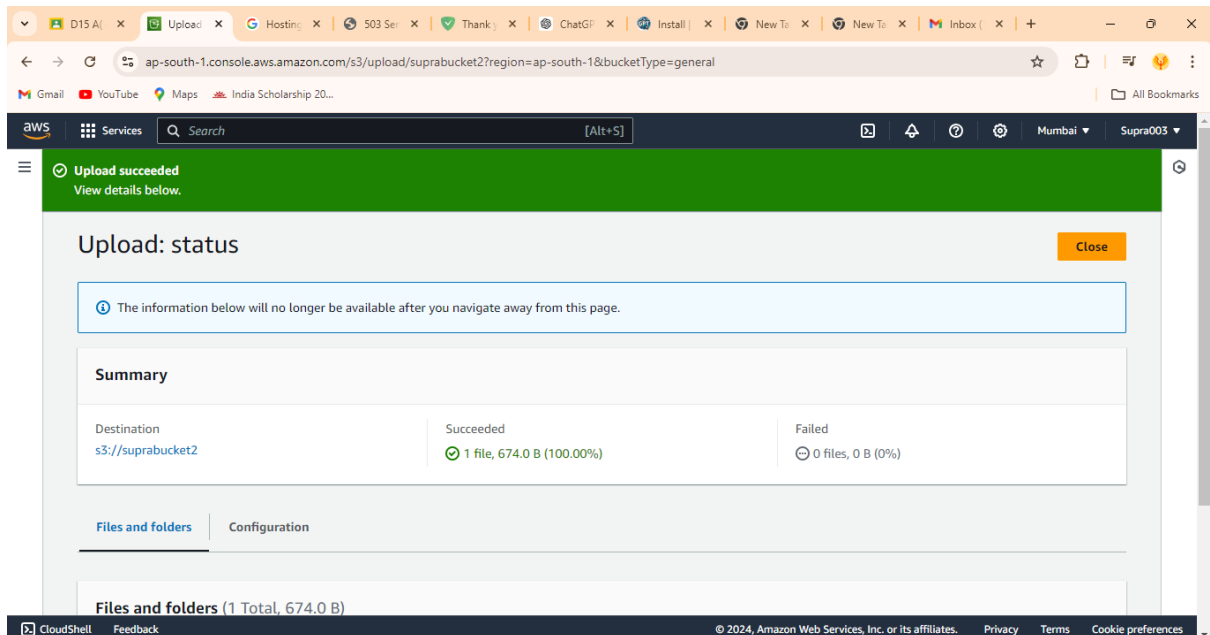 D15 A( Upload Hosting 503 Ser Thank y ChatGP Install | New Ta New Ta Inbox (
ap-south-1.console.aws.amazon.com/s3/upload/suprabucket2?region=ap-south-1&bucketType=general
Gmail YouTube Maps India Scholarship 20... All Bookmarks
aws Services Search [Alt+S] Mumbai Supra003
Upload succeeded
View details below.
Upload: status Close
The information below will no longer be available after you navigate away from this page.
Summary
Destination Succeeded Failed
s3://suprabucket2 1 file, 674.0 B (100.00%) 0 files, 0 B (0%)
Files and folders Configuration
Files and folders (1 Total, 674.0 B)
CloudShell Feedback © 2024, Amazon Web Services, Inc. or its affiliates. Privacy Terms Cookie preferences